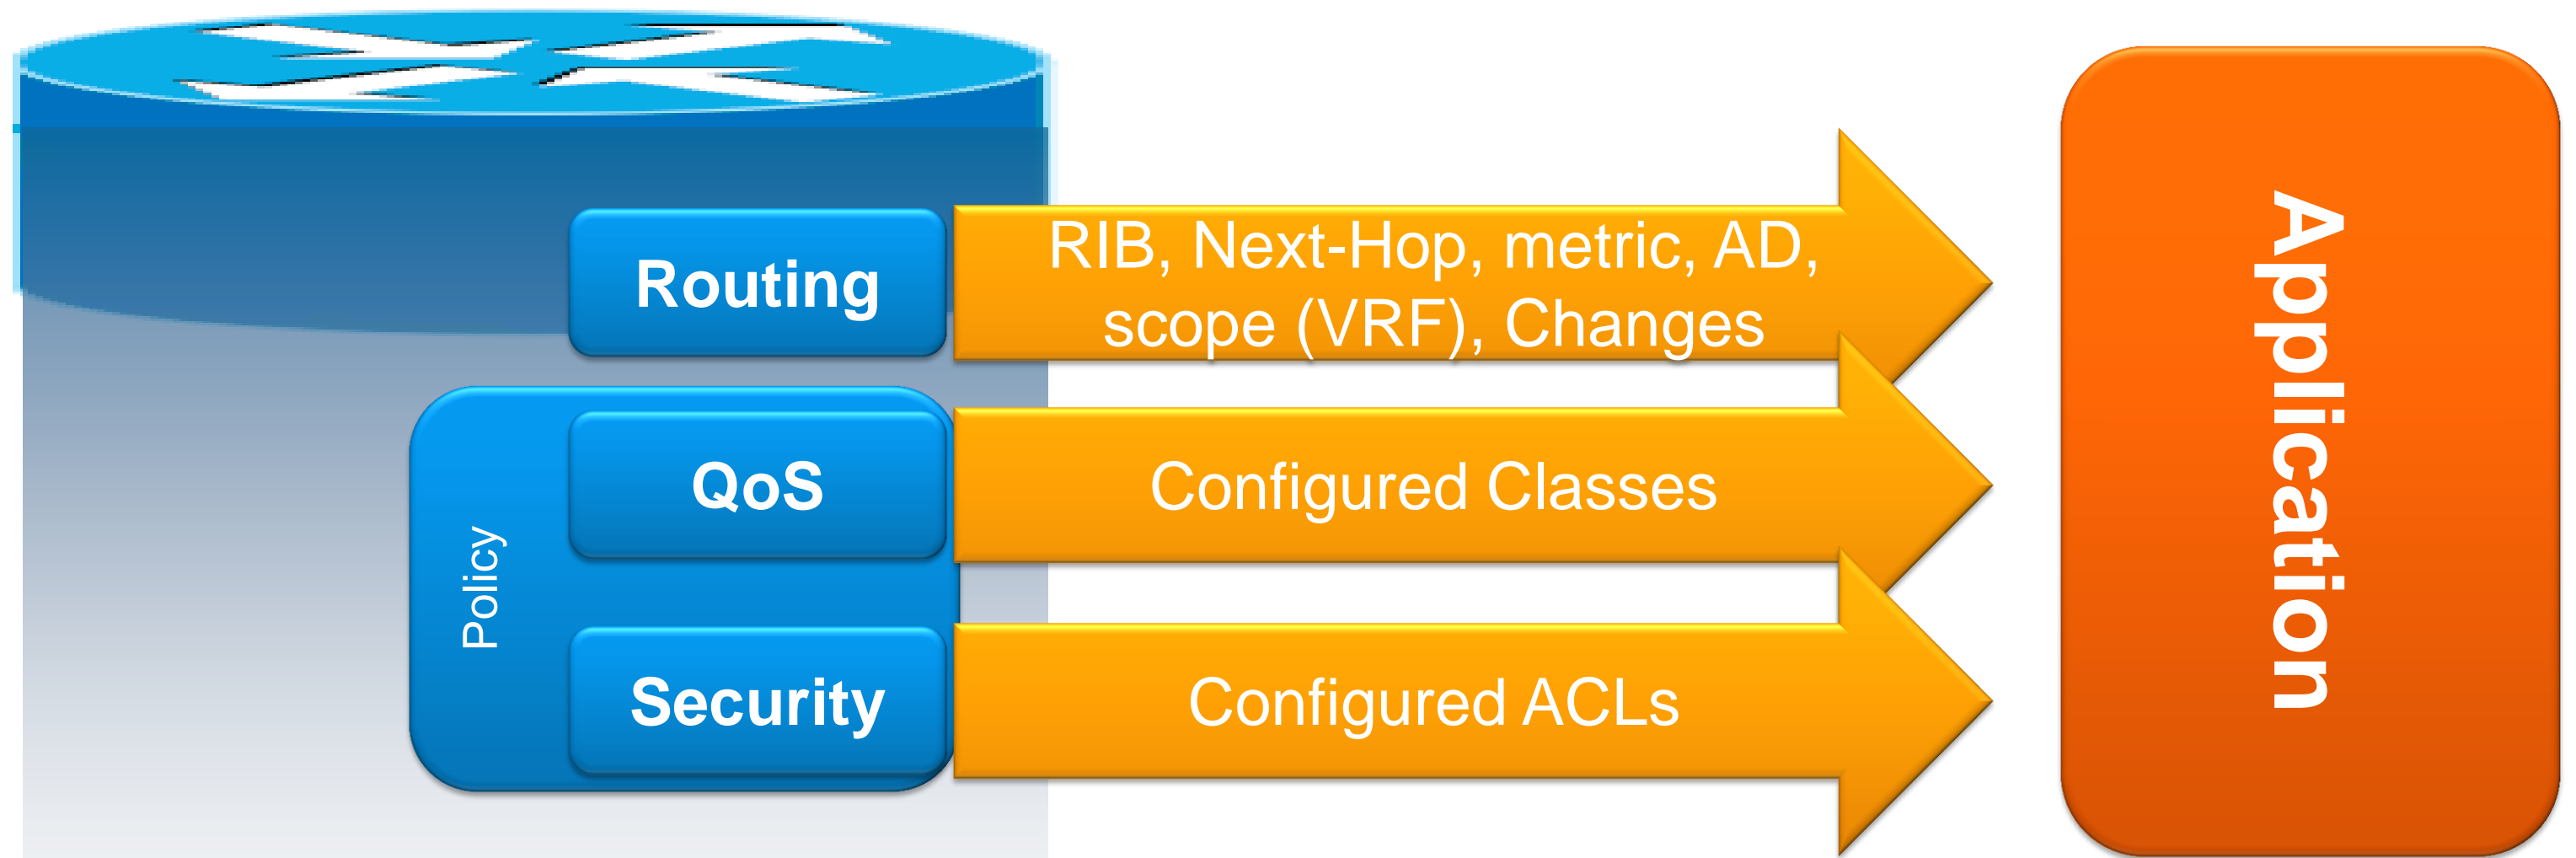 Routing
RIB, Next-Hop, metric, AD,
scope (VRF), Changes
Policy
QoS
Configured Classes
Security
Configured ACLs
Application